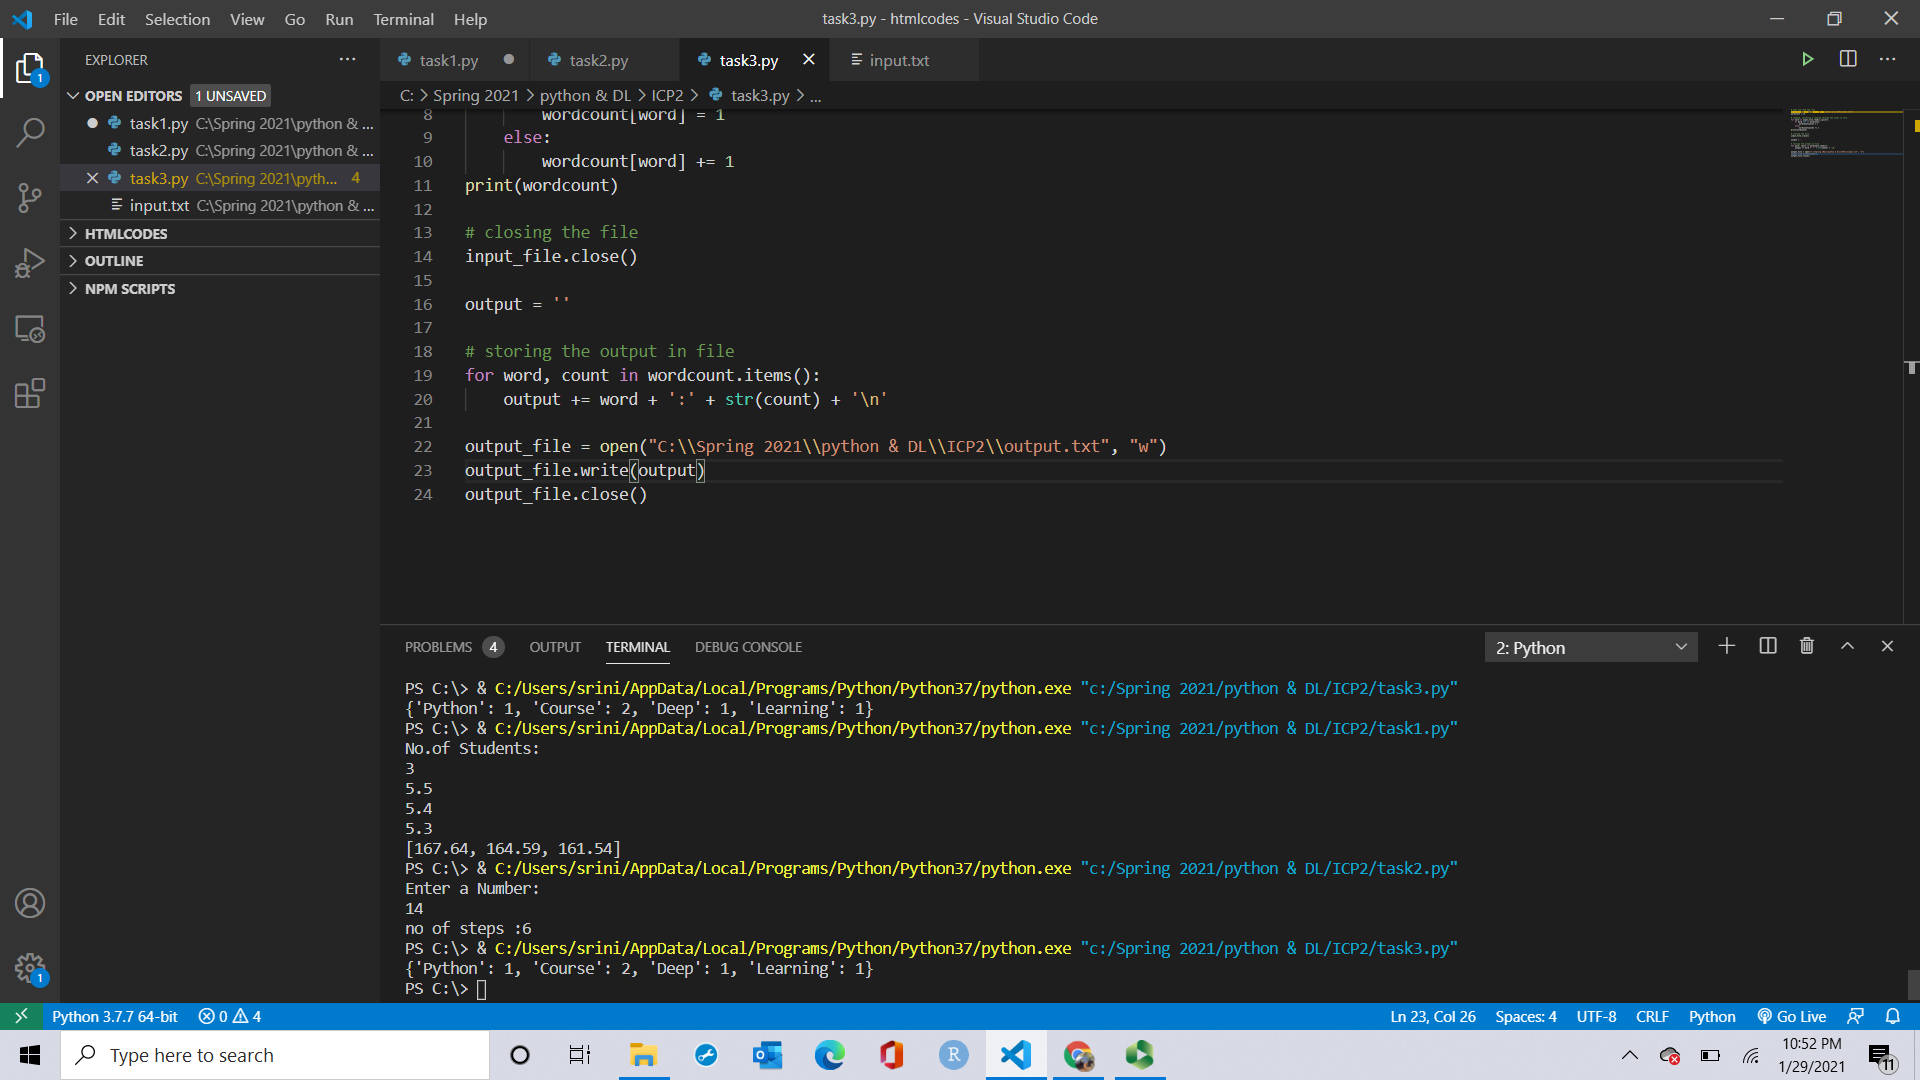 File Edit Selection View Go Run Terminal Help
task3.py - htmlcodes - Visual Studio Code
EXPLORER
OPEN EDITORS 1 UNSAVED
task1.py C:\Spring 2021\python & ...
task2.py C:\Spring 2021\python & ...
task3.py C:\Spring 2021\pyth... 4
input.txt C:\Spring 2021\python & ...
HTMLCODES
OUTLINE
NPM SCRIPTS
1
1
task1.py task2.py task3.py input.txt
C: > Spring 2021 > python & DL > ICP2 > task3.py > ...
8 wordcount[word] = 1
9 else:
10 wordcount[word] += 1
11 print(wordcount)
12
13 # closing the file
14 input_file.close()
15
16 output = ''
17
18 # storing the output in file
19 for word, count in wordcount.items():
20 output += word + ':' + str(count) + '\n'
21
22 output_file = open("C:\\Spring 2021\\python & DL\\ICP2\\output.txt", "w")
23 output_file.write(output)
24 output_file.close()
PROBLEMS 4 OUTPUT TERMINAL DEBUG CONSOLE
2: Python
PS C:\> & C:/Users/srini/AppData/Local/Programs/Python/Python37/python.exe "c:/Spring 2021/python & DL/ICP2/task3.py"
{'Python': 1, 'Course': 2, 'Deep': 1, 'Learning': 1}
PS C:\> & C:/Users/srini/AppData/Local/Programs/Python/Python37/python.exe "c:/Spring 2021/python & DL/ICP2/task1.py"
No.of Students:
3
5.5
5.4
5.3
[167.64, 164.59, 161.54]
PS C:\> & C:/Users/srini/AppData/Local/Programs/Python/Python37/python.exe "c:/Spring 2021/python & DL/ICP2/task2.py"
Enter a Number:
14
no of steps :6
PS C:\> & C:/Users/srini/AppData/Local/Programs/Python/Python37/python.exe "c:/Spring 2021/python & DL/ICP2/task3.py"
{'Python': 1, 'Course': 2, 'Deep': 1, 'Learning': 1}
PS C:\>
Python 3.7.7 64-bit 0 4
Ln 23, Col 26 Spaces: 4 UTF-8 CRLF Python Go Live
Type here to search
R
10:52 PM
1/29/2021
11